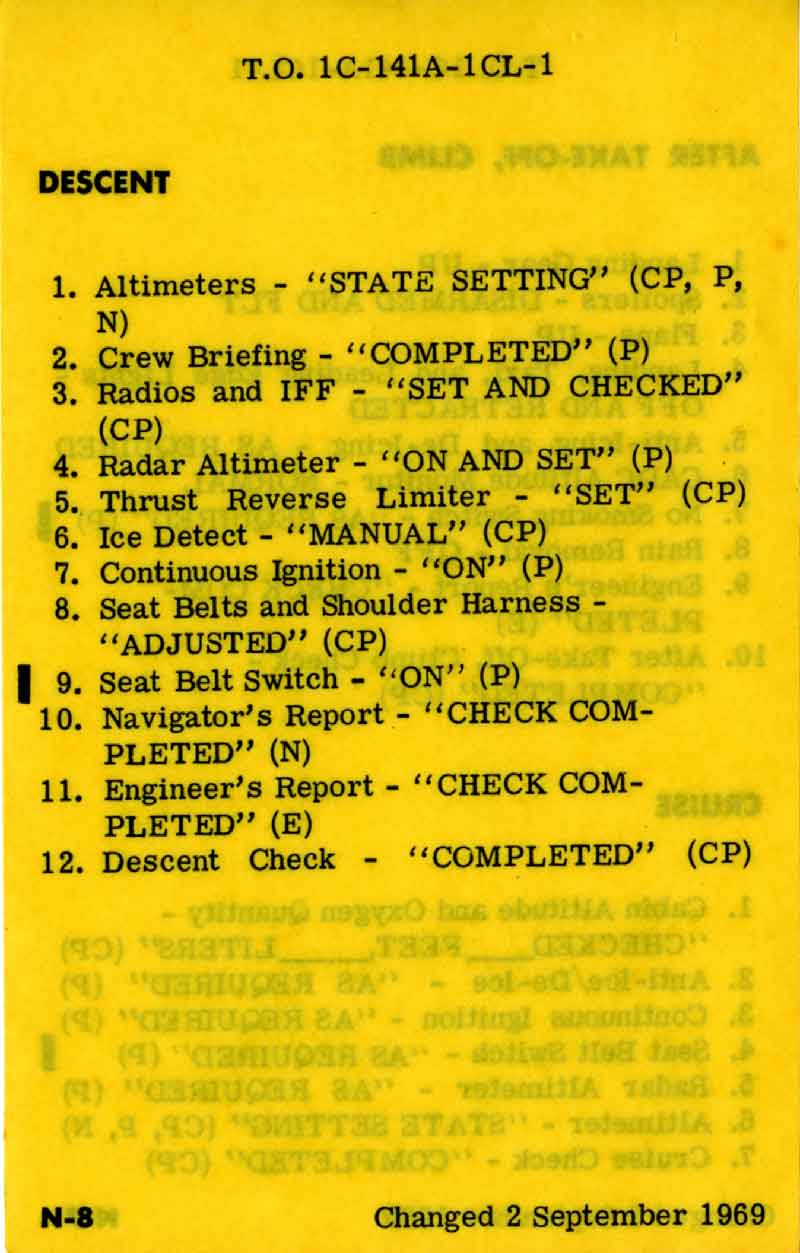 T.O. 1C-141A-1CL-1
DESCENT
1. Altimeters - "STATE SETTING" (CP, P,
N)
2. Crew Briefing - "COMPLETED" (P)
3. Radios and IFF - "SET AND CHECKED"
(CP)
4. Radar Altimeter - "ON AND SET" (P)
5. Thrust Reverse Limiter - "SET" (CP)
6. Ice Detect - "MANUAL" (CP)
7. Continuous Ignition - "ON" (P)
8. Seat Belts and Shoulder Harness -
"ADJUSTED" (CP)
9. Seat Belt Switch - "ON" (P)
10. Navigator's Report - "CHECK COM-
PLETED" (N)
11. Engineer's Report - "CHECK COM-
PLETED" (E)
12. Descent Check - "COMPLETED" (CP)
N-8 Changed 2 September 1969